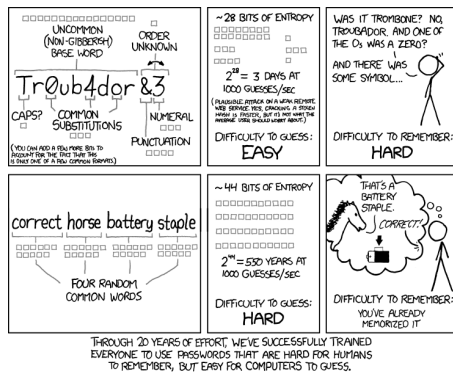 UNCOMMON
(NON-GIBBERISH)
BASE WORD
ORDER
UNKNOWN
Tr0ub4dor &3
CAPS?
COMMON
SUBSTITUTIONS
NUMERAL
PUNCTUATION
(YOU CAN ADD A FEW MORE BITS TO
ACCOUNT FOR THE FACT THAT THIS
IS ONLY ONE OF A FEW COMMON FORMATS.)
~28 BITS OF ENTROPY
2²⁸ = 3 DAYS AT
1000 GUESSES/SEC
(PLAUSIBLE ATTACK ON A WEAK REMOTE
WEB SERVICE. YES, CRACKING A STOLEN
HASH IS FASTER, BUT IT'S NOT WHAT THE
AVERAGE USER SHOULD WORRY ABOUT.)
DIFFICULTY TO GUESS:
EASY
WAS IT TROMBONE? NO,
TROUBADOR. AND ONE OF
THE Os WAS A ZERO?
AND THERE WAS
SOME SYMBOL...
DIFFICULTY TO REMEMBER:
HARD
correct horse battery staple
FOUR RANDOM
COMMON WORDS
~44 BITS OF ENTROPY
2⁴⁴ = 550 YEARS AT
1000 GUESSES/SEC
DIFFICULTY TO GUESS:
HARD
THAT'S A
BATTERY
STAPLE.
CORRECT!
DIFFICULTY TO REMEMBER:
YOU'VE ALREADY
MEMORIZED IT
THROUGH 20 YEARS OF EFFORT, WE'VE SUCCESSFULLY TRAINED
EVERYONE TO USE PASSWORDS THAT ARE HARD FOR HUMANS
TO REMEMBER, BUT EASY FOR COMPUTERS TO GUESS.